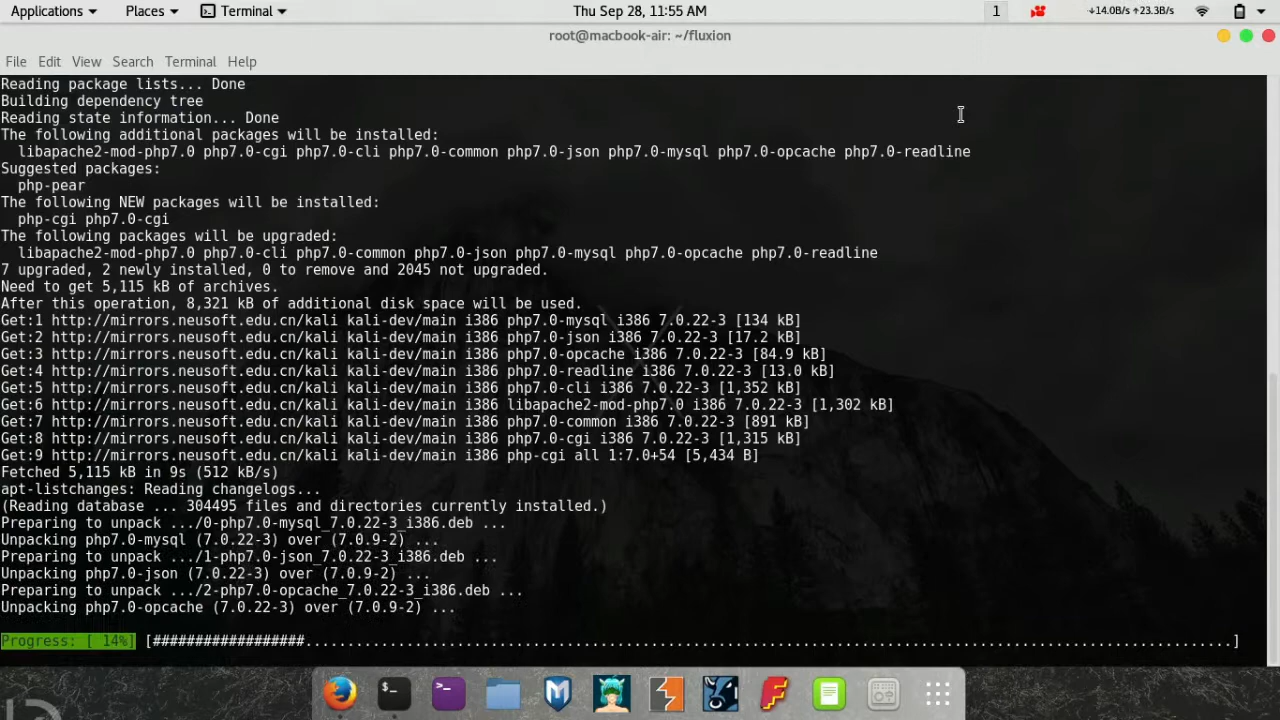 Applications Places Terminal Thu Sep 28, 11:55 AM 1 ↓14.0B/s ↑23.3B/s
root@macbook-air: ~/fluxion
File Edit View Search Terminal Help
Reading package lists... Done
Building dependency tree
Reading state information... Done
The following additional packages will be installed:
  libapache2-mod-php7.0 php7.0-cgi php7.0-cli php7.0-common php7.0-json php7.0-mysql php7.0-opcache php7.0-readline
Suggested packages:
  php-pear
The following NEW packages will be installed:
  php-cgi php7.0-cgi
The following packages will be upgraded:
  libapache2-mod-php7.0 php7.0-cli php7.0-common php7.0-json php7.0-mysql php7.0-opcache php7.0-readline
7 upgraded, 2 newly installed, 0 to remove and 2045 not upgraded.
Need to get 5,115 kB of archives.
After this operation, 8,321 kB of additional disk space will be used.
Get:1 http://mirrors.neusoft.edu.cn/kali kali-dev/main i386 php7.0-mysql i386 7.0.22-3 [134 kB]
Get:2 http://mirrors.neusoft.edu.cn/kali kali-dev/main i386 php7.0-json i386 7.0.22-3 [17.2 kB]
Get:3 http://mirrors.neusoft.edu.cn/kali kali-dev/main i386 php7.0-opcache i386 7.0.22-3 [84.9 kB]
Get:4 http://mirrors.neusoft.edu.cn/kali kali-dev/main i386 php7.0-readline i386 7.0.22-3 [13.0 kB]
Get:5 http://mirrors.neusoft.edu.cn/kali kali-dev/main i386 php7.0-cli i386 7.0.22-3 [1,352 kB]
Get:6 http://mirrors.neusoft.edu.cn/kali kali-dev/main i386 libapache2-mod-php7.0 i386 7.0.22-3 [1,302 kB]
Get:7 http://mirrors.neusoft.edu.cn/kali kali-dev/main i386 php7.0-common i386 7.0.22-3 [891 kB]
Get:8 http://mirrors.neusoft.edu.cn/kali kali-dev/main i386 php7.0-cgi i386 7.0.22-3 [1,315 kB]
Get:9 http://mirrors.neusoft.edu.cn/kali kali-dev/main i386 php-cgi all 1:7.0+54 [5,434 B]
Fetched 5,115 kB in 9s (512 kB/s)
apt-listchanges: Reading changelogs...
(Reading database ... 304495 files and directories currently installed.)
Preparing to unpack .../0-php7.0-mysql_7.0.22-3_i386.deb ...
Unpacking php7.0-mysql (7.0.22-3) over (7.0.9-2) ...
Preparing to unpack .../1-php7.0-json_7.0.22-3_i386.deb ...
Unpacking php7.0-json (7.0.22-3) over (7.0.9-2) ...
Preparing to unpack .../2-php7.0-opcache_7.0.22-3_i386.deb ...
Unpacking php7.0-opcache (7.0.22-3) over (7.0.9-2) ...
Progress: [ 14%] [##################..............................................................................................................]